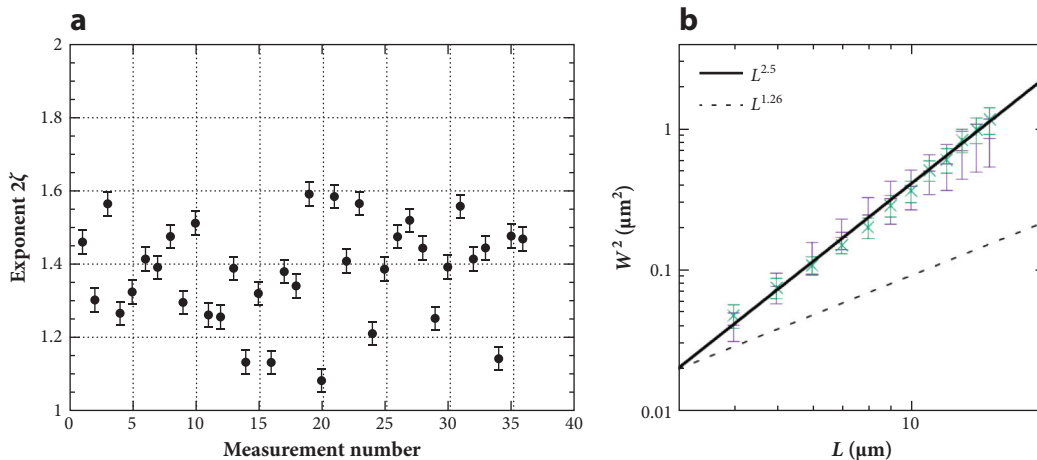 a
2
1.8
1.6
1.4
1.2
1
Exponent 2ζ
0 5 10 15 20 25 30 35 40
Measurement number
b
L^2.5
L^1.26
1
0.1
0.01
W^2 (μm^2)
10
L (μm)